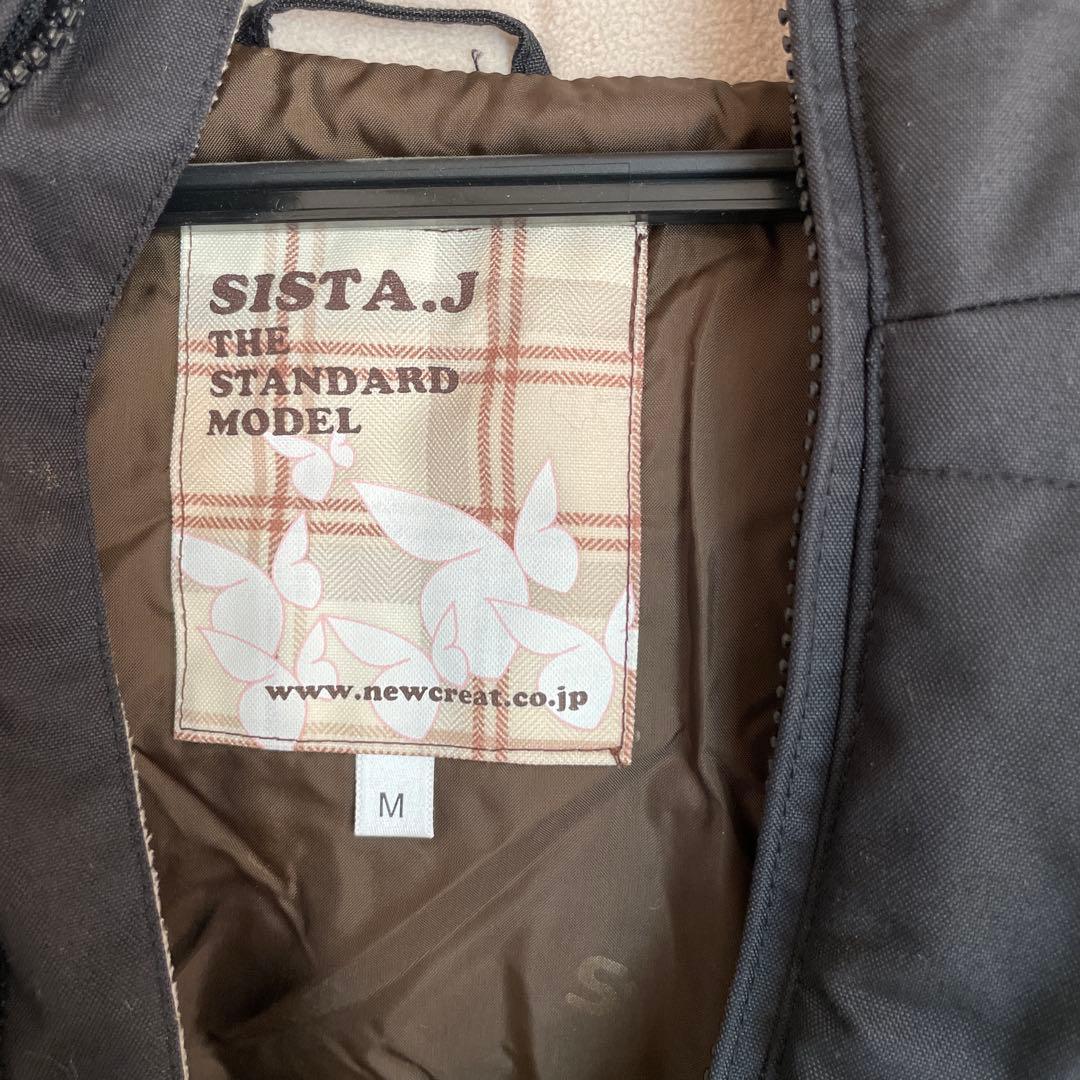 SISTA.J
THE
STANDARD
MODEL
www.newcreat.co.jp
M
S